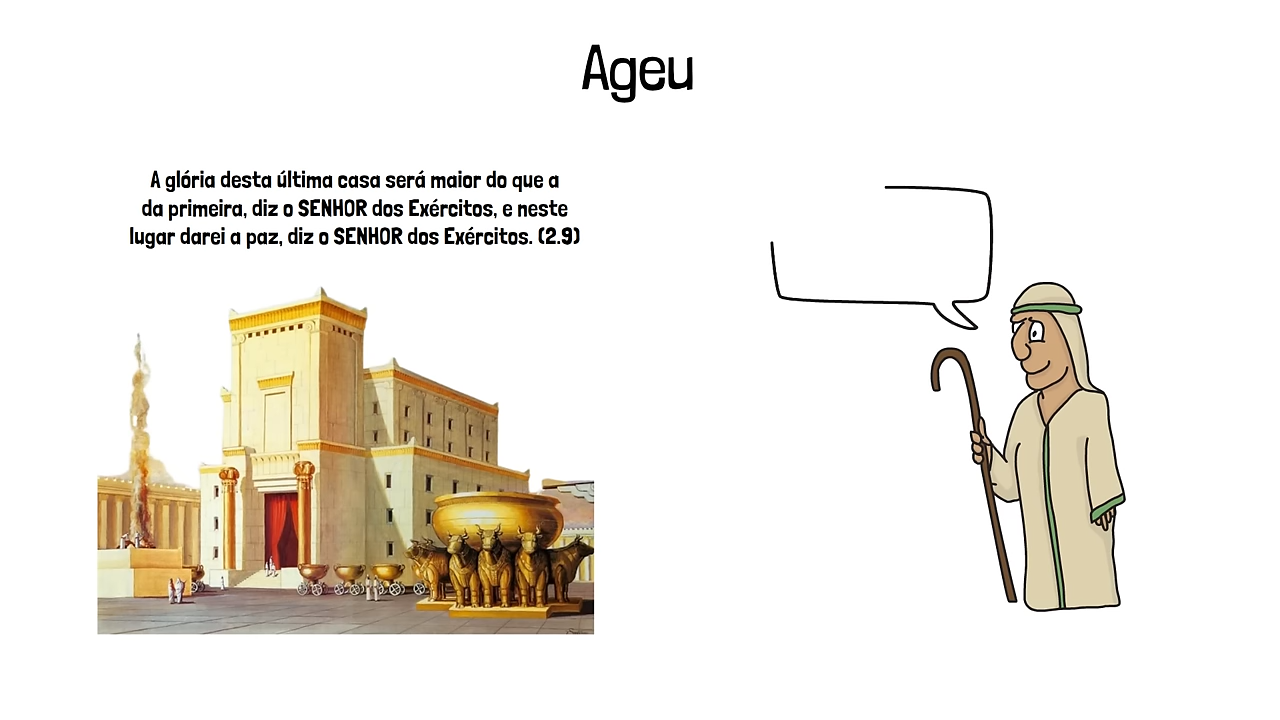 Ageu
A glória desta última casa será maior do que a
da primeira, diz o SENHOR dos Exércitos, e neste
lugar darei a paz, diz o SENHOR dos Exércitos. (2.9)